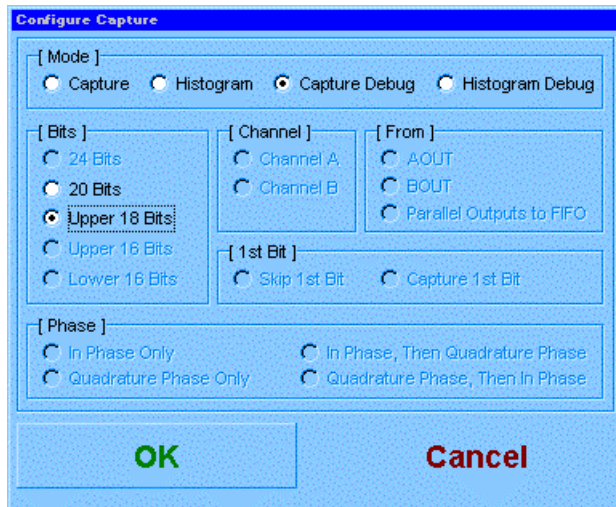 Configure Capture
[ Mode ]
Capture Histogram Capture Debug Histogram Debug
[ Bits ]
24 Bits
20 Bits
Upper 18 Bits
Upper 16 Bits
Lower 16 Bits
[ Channel ]
Channel A
Channel B
[ From ]
AOUT
BOUT
Parallel Outputs to FIFO
[ 1st Bit ]
Skip 1st Bit Capture 1st Bit
[ Phase ]
In Phase Only In Phase, Then Quadrature Phase
Quadrature Phase Only Quadrature Phase, Then In Phase
OK Cancel